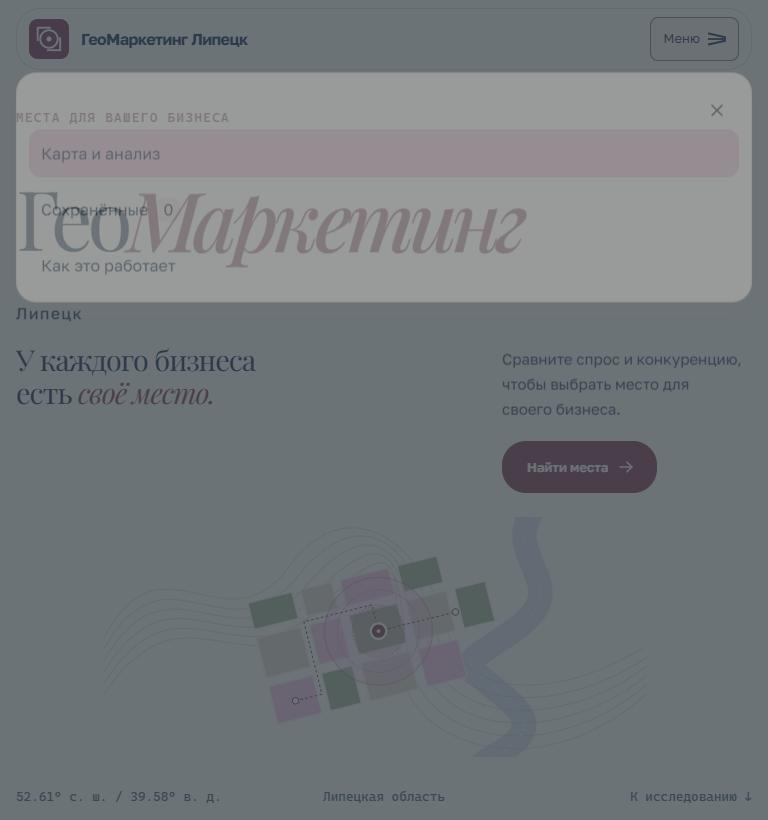 ГеоМаркетинг Липецк
Меню
МЕСТА ДЛЯ ВАШЕГО БИЗНЕСА
Карта и анализ
Сохранённые 0
ГеоМаркетинг
Как это работает
Липецк
У каждого бизнеса
есть своё место.
Сравните спрос и конкуренцию,
чтобы выбрать место для
своего бизнеса.
Найти места →
52.61° с. ш. / 39.58° в. д.
Липецкая область
К исследованию ↓